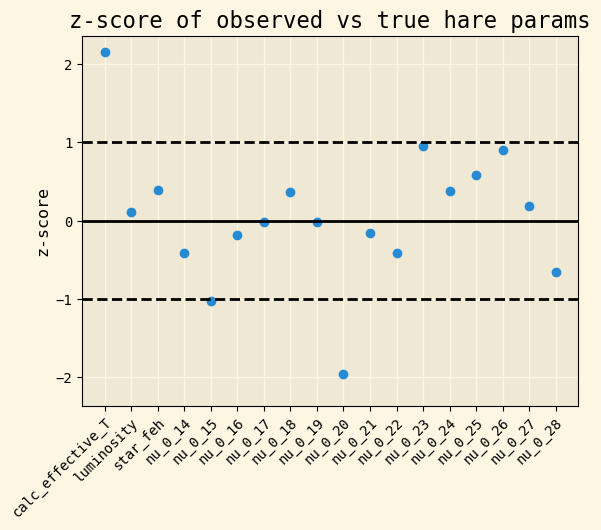 z-score of observed vs true hare params
z-score
2
1
0
−1
−2
calc_effective_T
luminosity
star_feh
nu_0_14
nu_0_15
nu_0_16
nu_0_17
nu_0_18
nu_0_19
nu_0_20
nu_0_21
nu_0_22
nu_0_23
nu_0_24
nu_0_25
nu_0_26
nu_0_27
nu_0_28